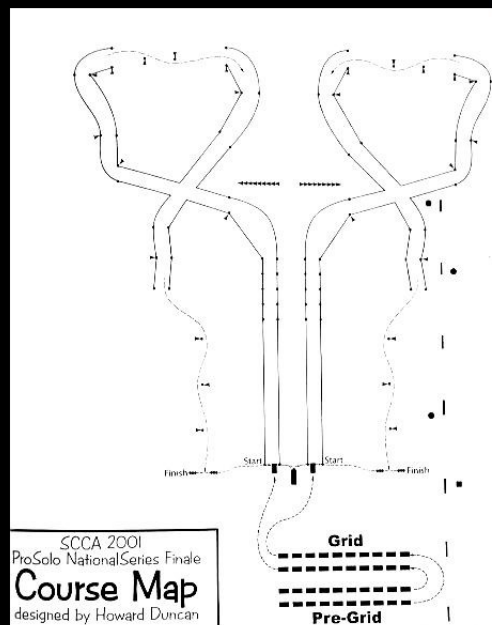 Start
Start
Finish
Finish
Grid
Pre-Grid
SCCA 2001
ProSolo NationalSeries Finale
Course Map
designed by Howard Duncan